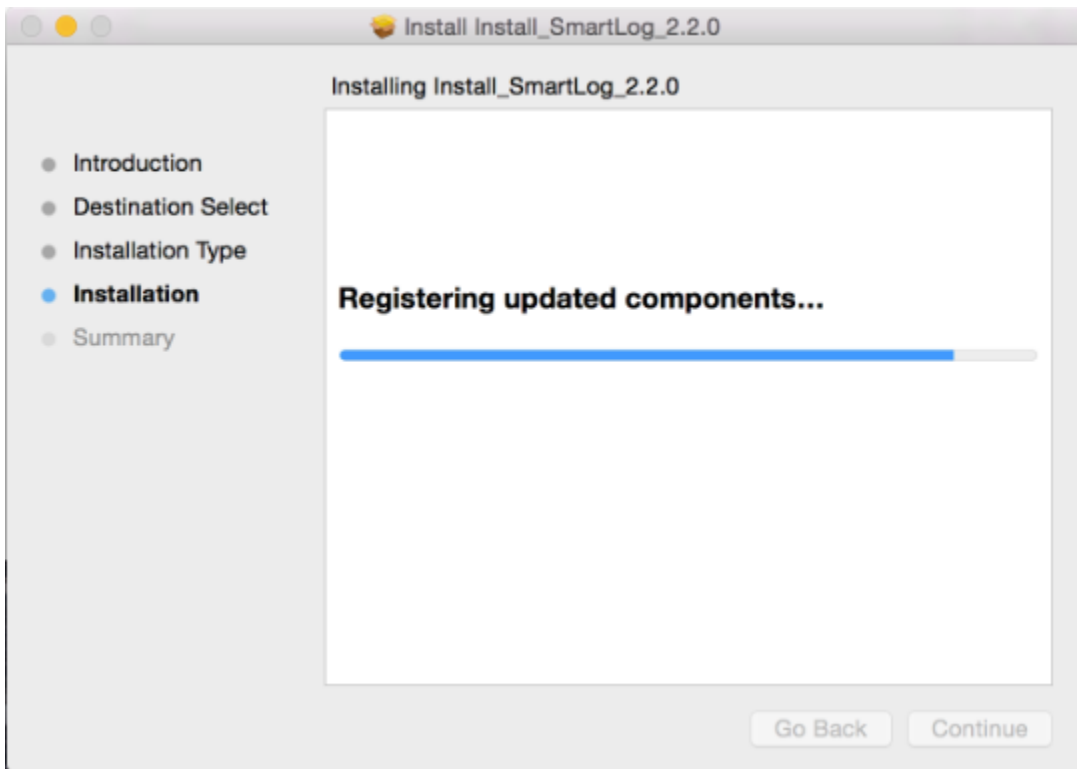 Install Install_SmartLog_2.2.0
Installing Install_SmartLog_2.2.0
Introduction
Destination Select
Installation Type
Installation
Summary
Registering updated components...
Go Back
Continue